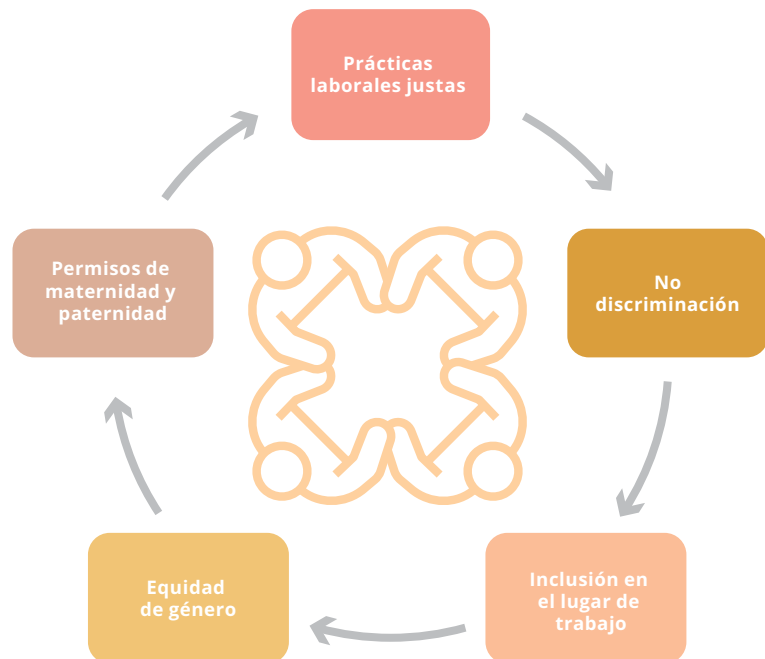 Prácticas
laborales justas
No
discriminación
Inclusión en
el lugar de
trabajo
Equidad
de género
Permisos de
maternidad y
paternidad